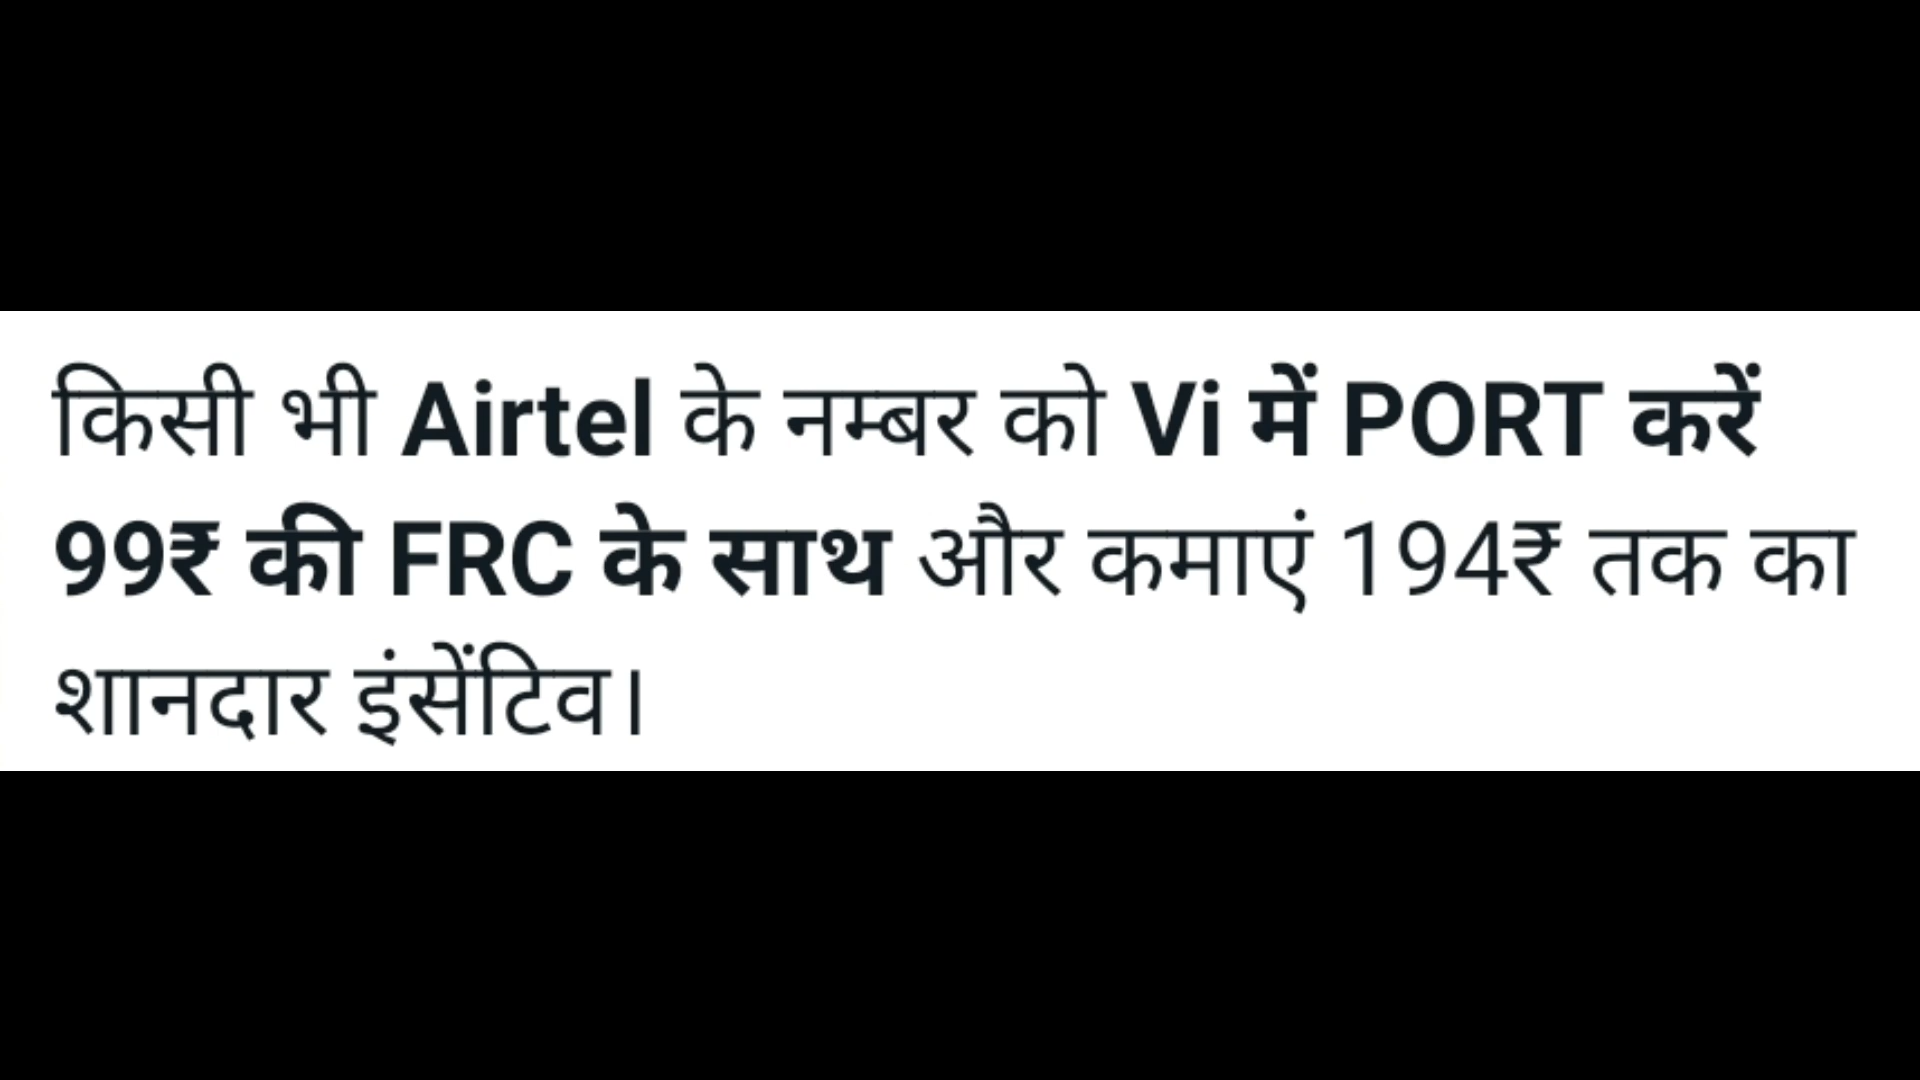 किसी भी Airtel के नम्बर को Vi में PORT करें
99₹ की FRC के साथ और कमाएं 194₹ तक का
शानदार इंसेंटिव।